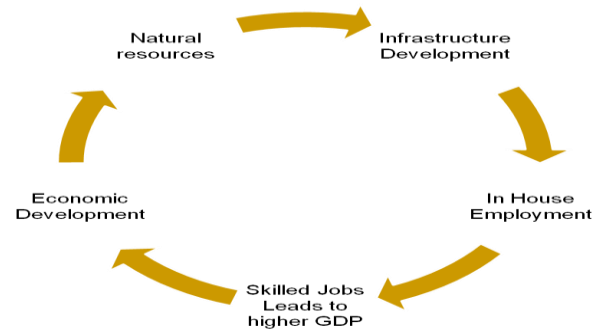 Natural
resources
Infrastructure
Development
In House
Employment
Skilled Jobs
Leads to
higher GDP
Economic
Development